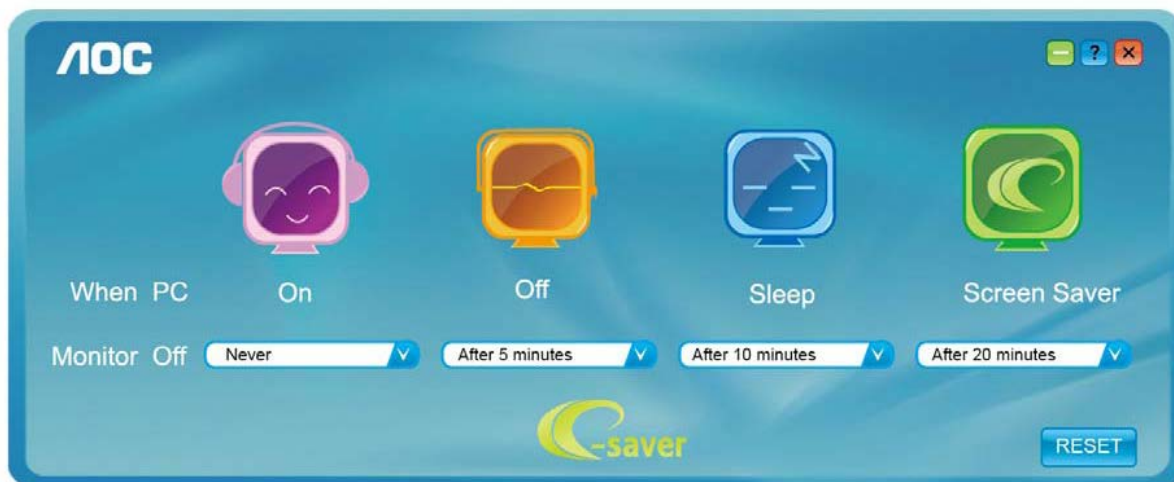 AOC
?
When PC On Off Sleep Screen Saver
Monitor Off Never After 5 minutes After 10 minutes After 20 minutes
e-saver
RESET